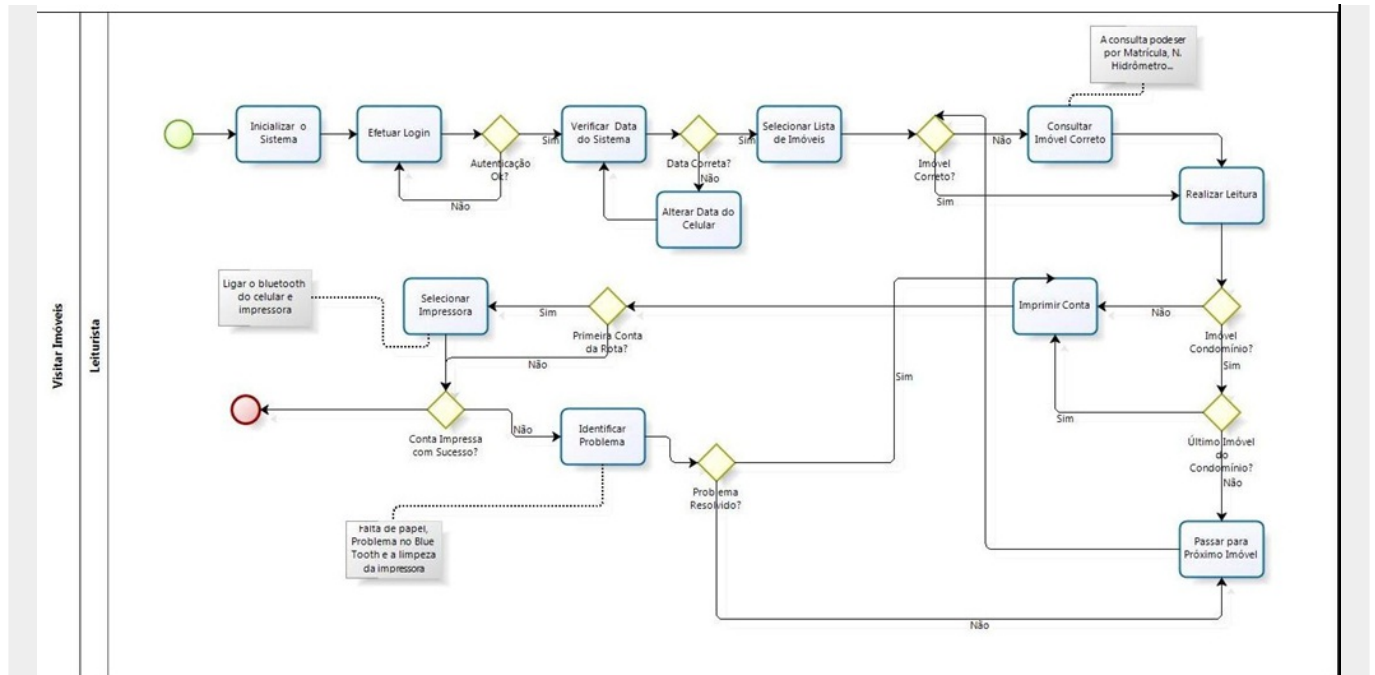 Visitar Imóveis
Leiturista
A consulta pode ser
por Matrícula, N.
Hidrômetro...
Inicializar o
Sistema
Efetuar Login
Autenticação
Ok?
Sim
Não
Verificar Data
do Sistema
Data Correta?
Sim
Não
Alterar Data do
Celular
Selecionar Lista
de Imóveis
Imóvel
Correto?
Não
Sim
Consultar
Imóvel Correto
Realizar Leitura
Ligar o bluetooth
do celular e
impressora
Selecionar
Impressora
Sim
Primeira Conta
da Rota?
Não
Imprimir Conta
Não
Imóvel
Condomínio?
Sim
Sim
Sim
Último Imóvel
do
Condomínio?
Não
Conta Impressa
com Sucesso?
Não
Identificar
Problema
Problema
Resolvido?
Falta de papel,
Problema no Blue
Tooth e a limpeza
da impressora
Passar para
Próximo Imóvel
Não